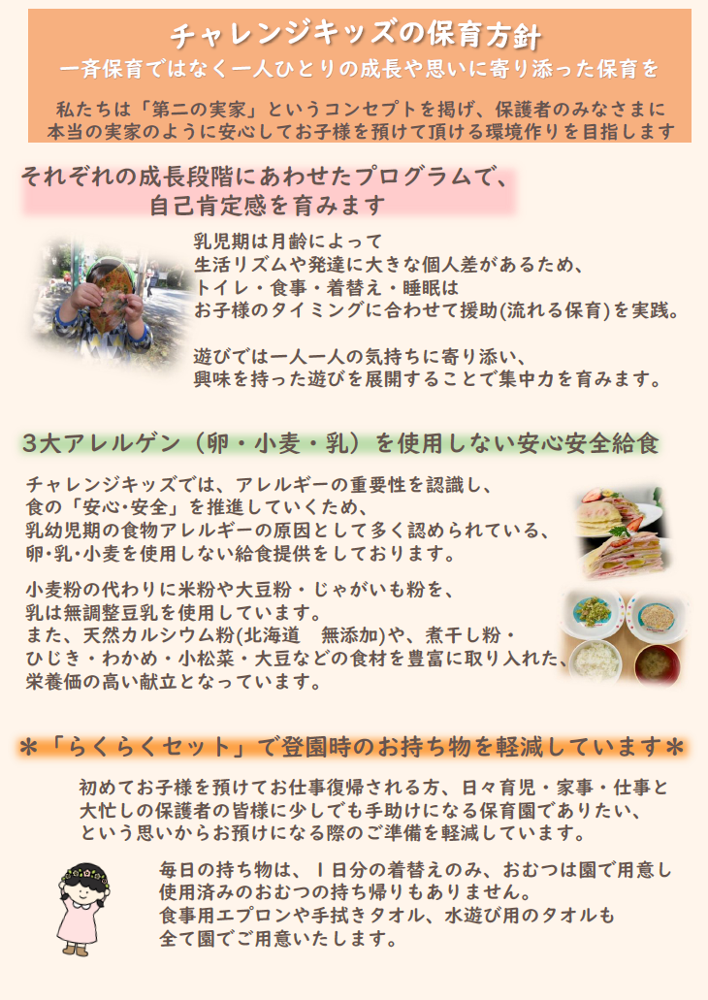 チャレンジキッズの保育方針
一斉保育ではなく一人ひとりの成長や思いに寄り添った保育を
私たちは「第二の実家」というコンセプトを掲げ、保護者のみなさまに
本当の実家のように安心してお子様を預けて頂ける環境作りを目指します
それぞれの成長段階にあわせたプログラムで、
自己肯定感を育みます
乳児期は月齢によって
生活リズムや発達に大きな個人差があるため、
トイレ・食事・着替え・睡眠は
お子様のタイミングに合わせて援助(流れる保育)を実践。
遊びでは一人一人の気持ちに寄り添い、
興味を持った遊びを展開することで集中力を育みます。
3大アレルゲン（卵・小麦・乳）を使用しない安心安全給食
チャレンジキッズでは、アレルギーの重要性を認識し、
食の「安心･安全」を推進していくため、
乳幼児期の食物アレルギーの原因として多く認められている、
卵･乳･小麦を使用しない給食提供をしております。
小麦粉の代わりに米粉や大豆粉・じゃがいも粉を、
乳は無調整豆乳を使用しています。
また、天然カルシウム粉(北海道　無添加)や、煮干し粉・
ひじき・わかめ・小松菜・大豆などの食材を豊富に取り入れた、
栄養価の高い献立となっています。
＊「らくらくセット」で登園時のお持ち物を軽減しています＊
初めてお子様を預けてお仕事復帰される方、日々育児・家事・仕事と
大忙しの保護者の皆様に少しでも手助けになる保育園でありたい、
という思いからお預けになる際のご準備を軽減しています。
毎日の持ち物は、1日分の着替えのみ、おむつは園で用意し
使用済みのおむつの持ち帰りもありません。
食事用エプロンや手拭きタオル、水遊び用のタオルも
全て園でご用意いたします。